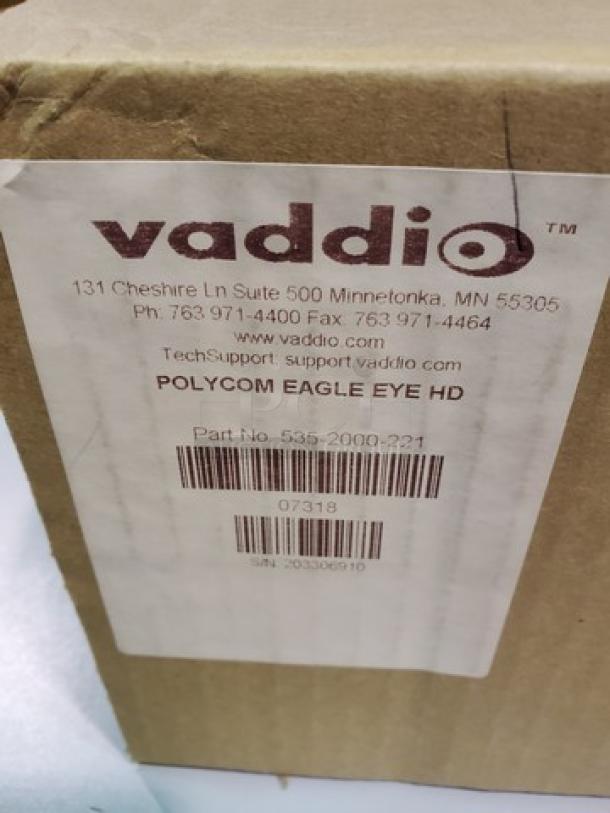 vaddio™
131 Cheshire Ln Suite 500 Minnetonka, MN 55305
Ph: 763 971-4400 Fax: 763 971-4464
www.vaddio.com
TechSupport: support.vaddio.com
POLYCOM EAGLE EYE HD
Part No. 535-2000-221
07318
S/N: 203306910